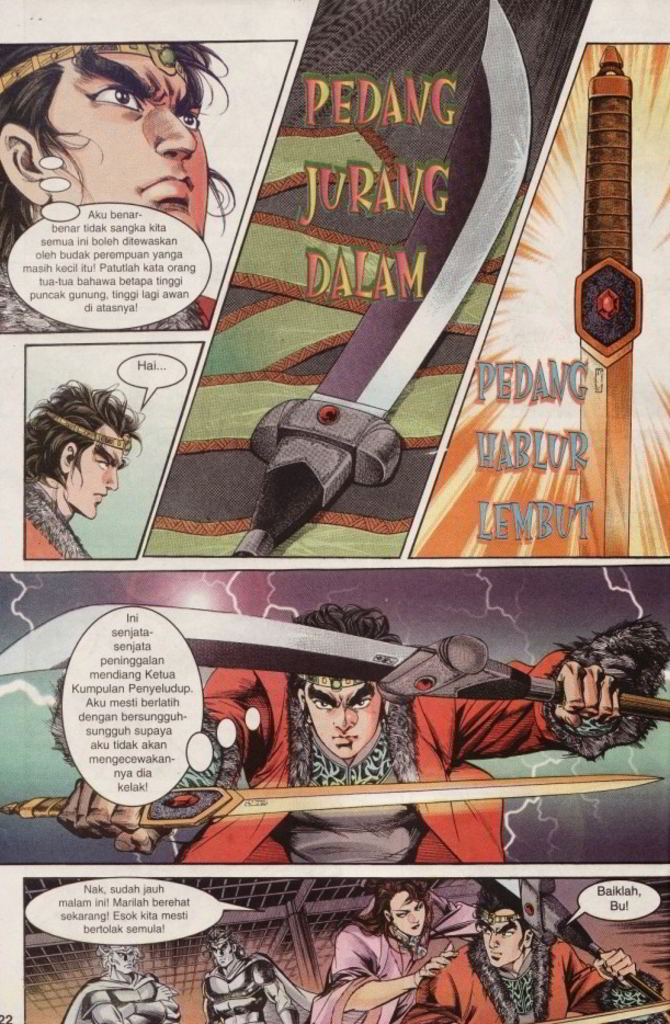 Aku benar-
benar tidak sangka kita
semua ini boleh ditewaskan
oleh budak perempuan yanga
masih kecil itu! Patutlah kata orang
tua-tua bahawa betapa tinggi
puncak gunung, tinggi lagi awan
di atasnya!
Hai...
PEDANG
JURANG
DALAM
PEDANG
HABLUR
LEMBUT
Ini
senjata-
senjata
peninggalan
mendiang Ketua
Kumpulan Penyeludup.
Aku mesti berlatih
dengan bersungguh-
sungguh supaya
aku tidak akan
mengecewakan-
nya dia
kelak!
Nak, sudah jauh
malam ini! Marilah berehat
sekarang! Esok kita mesti
bertolak semula!
Baiklah,
Bu!
22